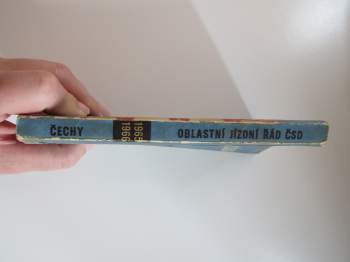 ČECHY
1965
1966
OBLASTNÍ JÍZDNÍ ŘÁD ČSD